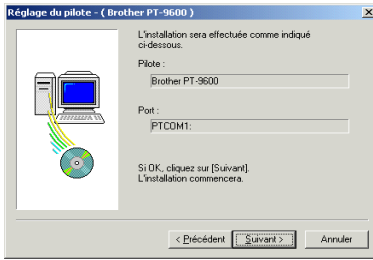 Réglage du pilote - ( Brother PT-9600 )
L'installation sera effectuée comme indiqué
ci-dessous.
Pilote :
Brother PT-9600
Port :
PTCOM1:
Si OK, cliquez sur [Suivant].
L'installation commencera.
< Précédent
Suivant >
Annuler